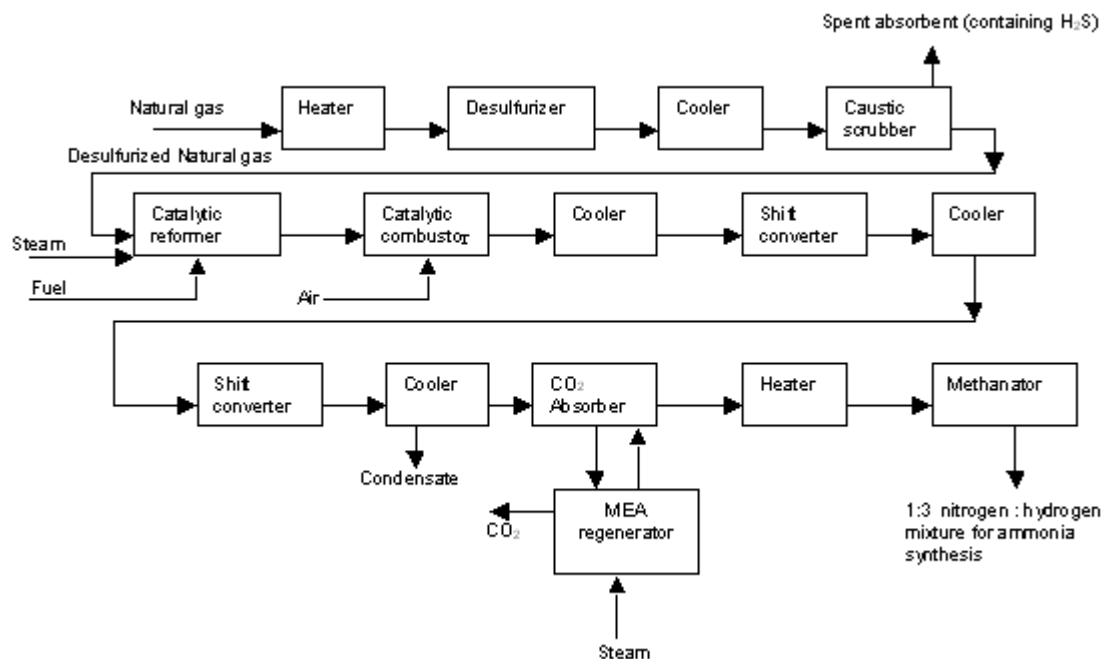 Spent absorbent (containing H₂S)
Natural gas
Heater
Desulfurizer
Cooler
Caustic
scrubber
Desulfurized Natural gas
Catalytic
reformer
Catalytic
combustor
Cooler
Shift
converter
Cooler
Steam
Fuel
Air
Shift
converter
Cooler
CO₂
Absorber
Heater
Methanator
Condensate
CO₂
MEA
regenerator
1:3 nitrogen : hydrogen
mixture for ammonia
synthesis
Steam